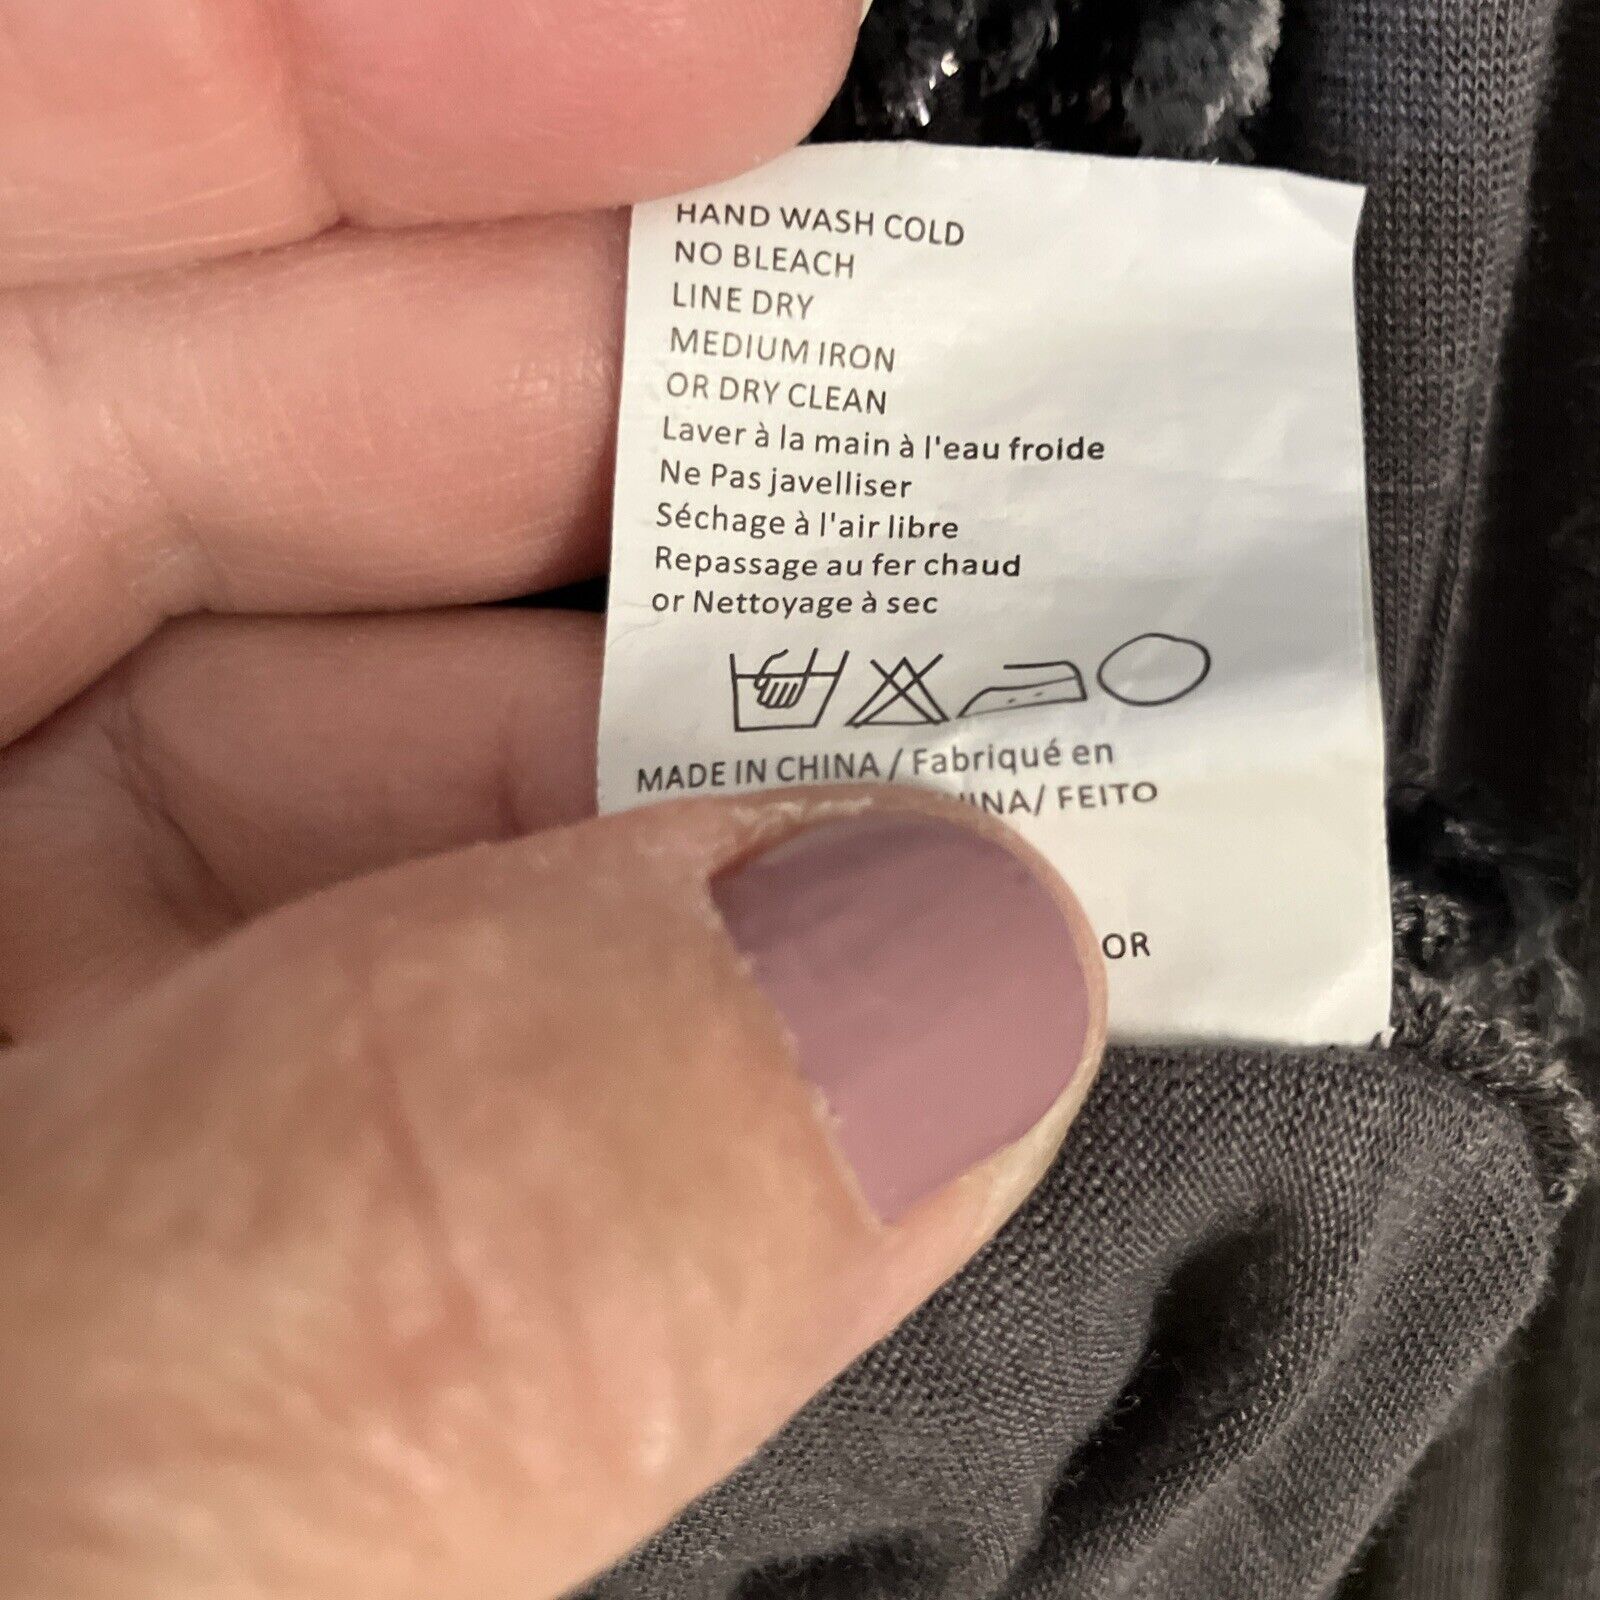 HAND WASH COLD
NO BLEACH
LINE DRY
MEDIUM IRON
OR DRY CLEAN
Laver à la main à l'eau froide
Ne Pas javelliser
Séchage à l'air libre
Repassage au fer chaud
or Nettoyage à sec
MADE IN CHINA / Fabriqué en
FEITO
OR